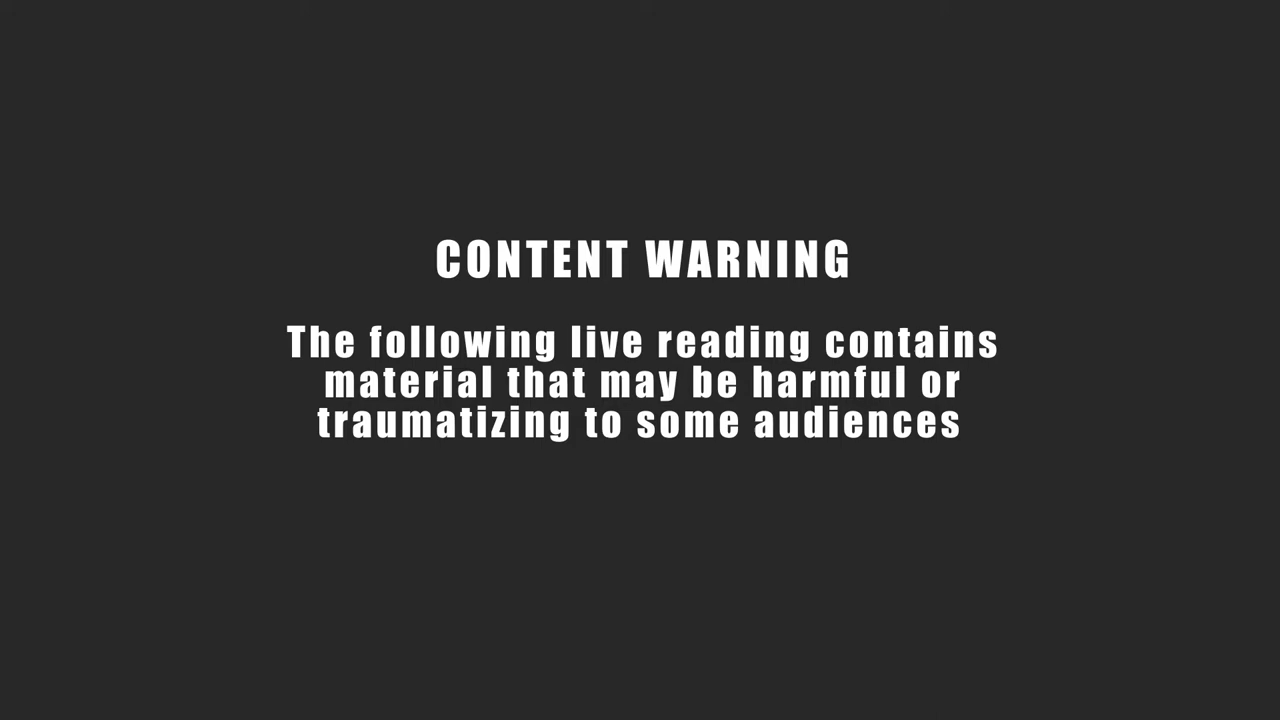 CONTENT WARNING
The following live reading contains
material that may be harmful or
traumatizing to some audiences